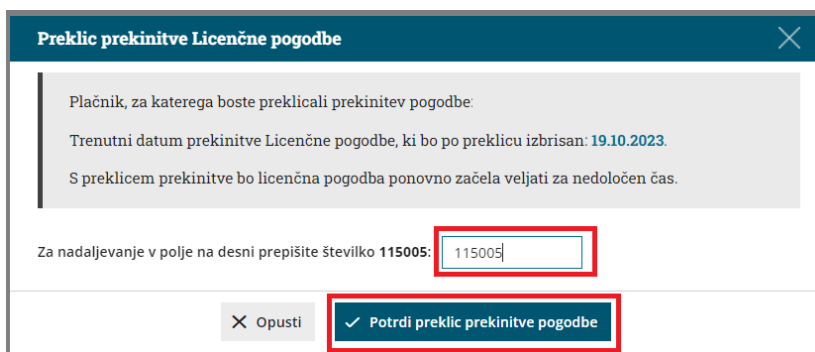 Preklic prekinitve Licenčne pogodbe
Plačnik, za katerega boste preklicali prekinitev pogodbe:
Trenutni datum prekinitve Licenčne pogodbe, ki bo po preklicu izbrisan: 19.10.2023.
S preklicem prekinitve bo licenčna pogodba ponovno začela veljati za nedoločen čas.
Za nadaljevanje v polje na desni prepišite številko 115005: 115005
Opusti Potrdi preklic prekinitve pogodbe